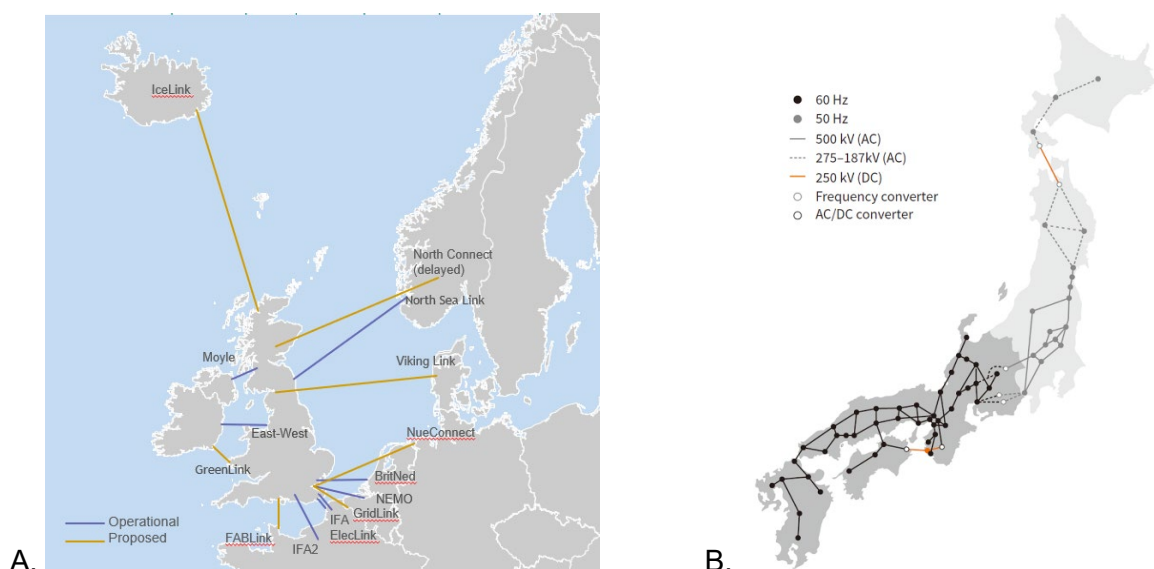 IceLink
North Connect
(delayed)
North Sea Link
Moyle
Viking Link
East-West
NueConnect
GreenLink
BritNed
NEMO
GridLink
IFA
ElecLink
FABLink
IFA2
Operational
Proposed
A.
60 Hz
50 Hz
500 kV (AC)
275–187kV (AC)
250 kV (DC)
Frequency converter
AC/DC converter
B.